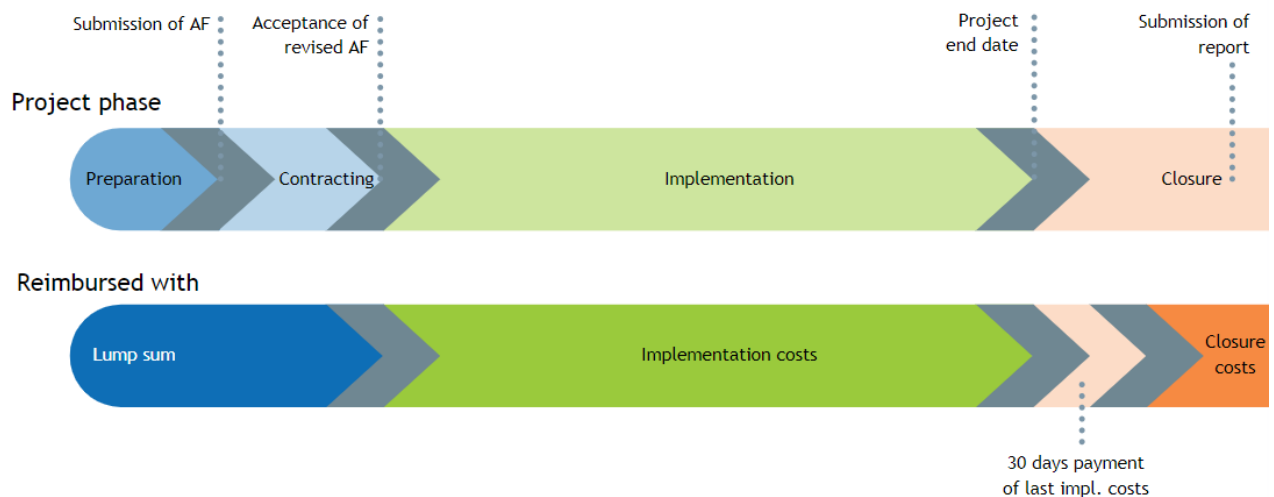 Submission of AF
Acceptance of
revised AF
Project
end date
Submission of
report
Project phase
Preparation
Contracting
Implementation
Closure
Reimbursed with
Lump sum
Implementation costs
Closure
costs
30 days payment
of last impl. costs